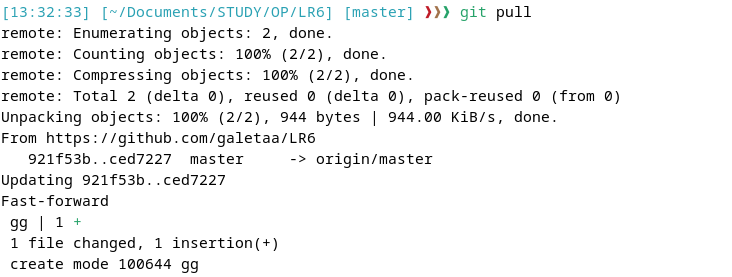 [13:32:33] [~/Documents/STUDY/OP/LR6] [master] ❯❯❯ git pull
remote: Enumerating objects: 2, done.
remote: Counting objects: 100% (2/2), done.
remote: Compressing objects: 100% (2/2), done.
remote: Total 2 (delta 0), reused 0 (delta 0), pack-reused 0 (from 0)
Unpacking objects: 100% (2/2), 944 bytes | 944.00 KiB/s, done.
From https://github.com/galetaa/LR6
   921f53b..ced7227  master     -> origin/master
Updating 921f53b..ced7227
Fast-forward
 gg | 1 +
 1 file changed, 1 insertion(+)
 create mode 100644 gg